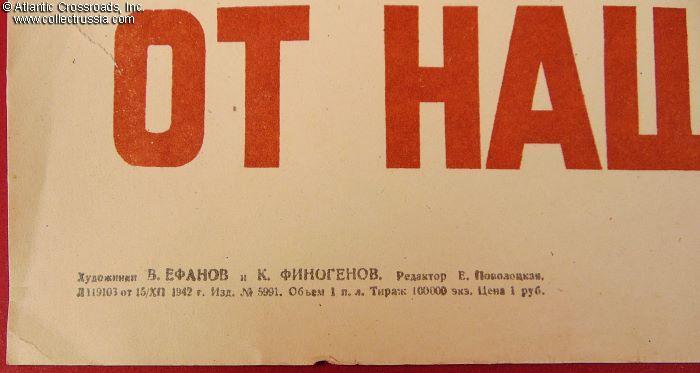 © Atlantic Crossroads, Inc.
www.collectrussia.com
ОТ НАШ
Художники В. ЕФАНОВ и К. ФИНОГЕНОВ. Редактор Е. Поволоцкая.
Л119103 от 15/XII 1942 г. Изд. № 5991. Объем 1 п. л. Тираж 100000 экз. Цена 1 руб.